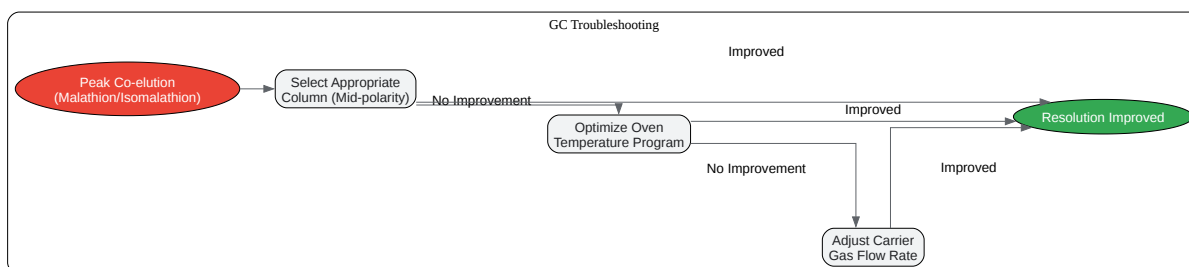 GC Troubleshooting
Improved
Peak Co-elution
(Malathion/Isomalathion)
Select Appropriate
Column (Mid-polarity)
No Improvement
Improved
Resolution Improved
Optimize Oven
Temperature Program
No Improvement
Improved
Adjust Carrier
Gas Flow Rate